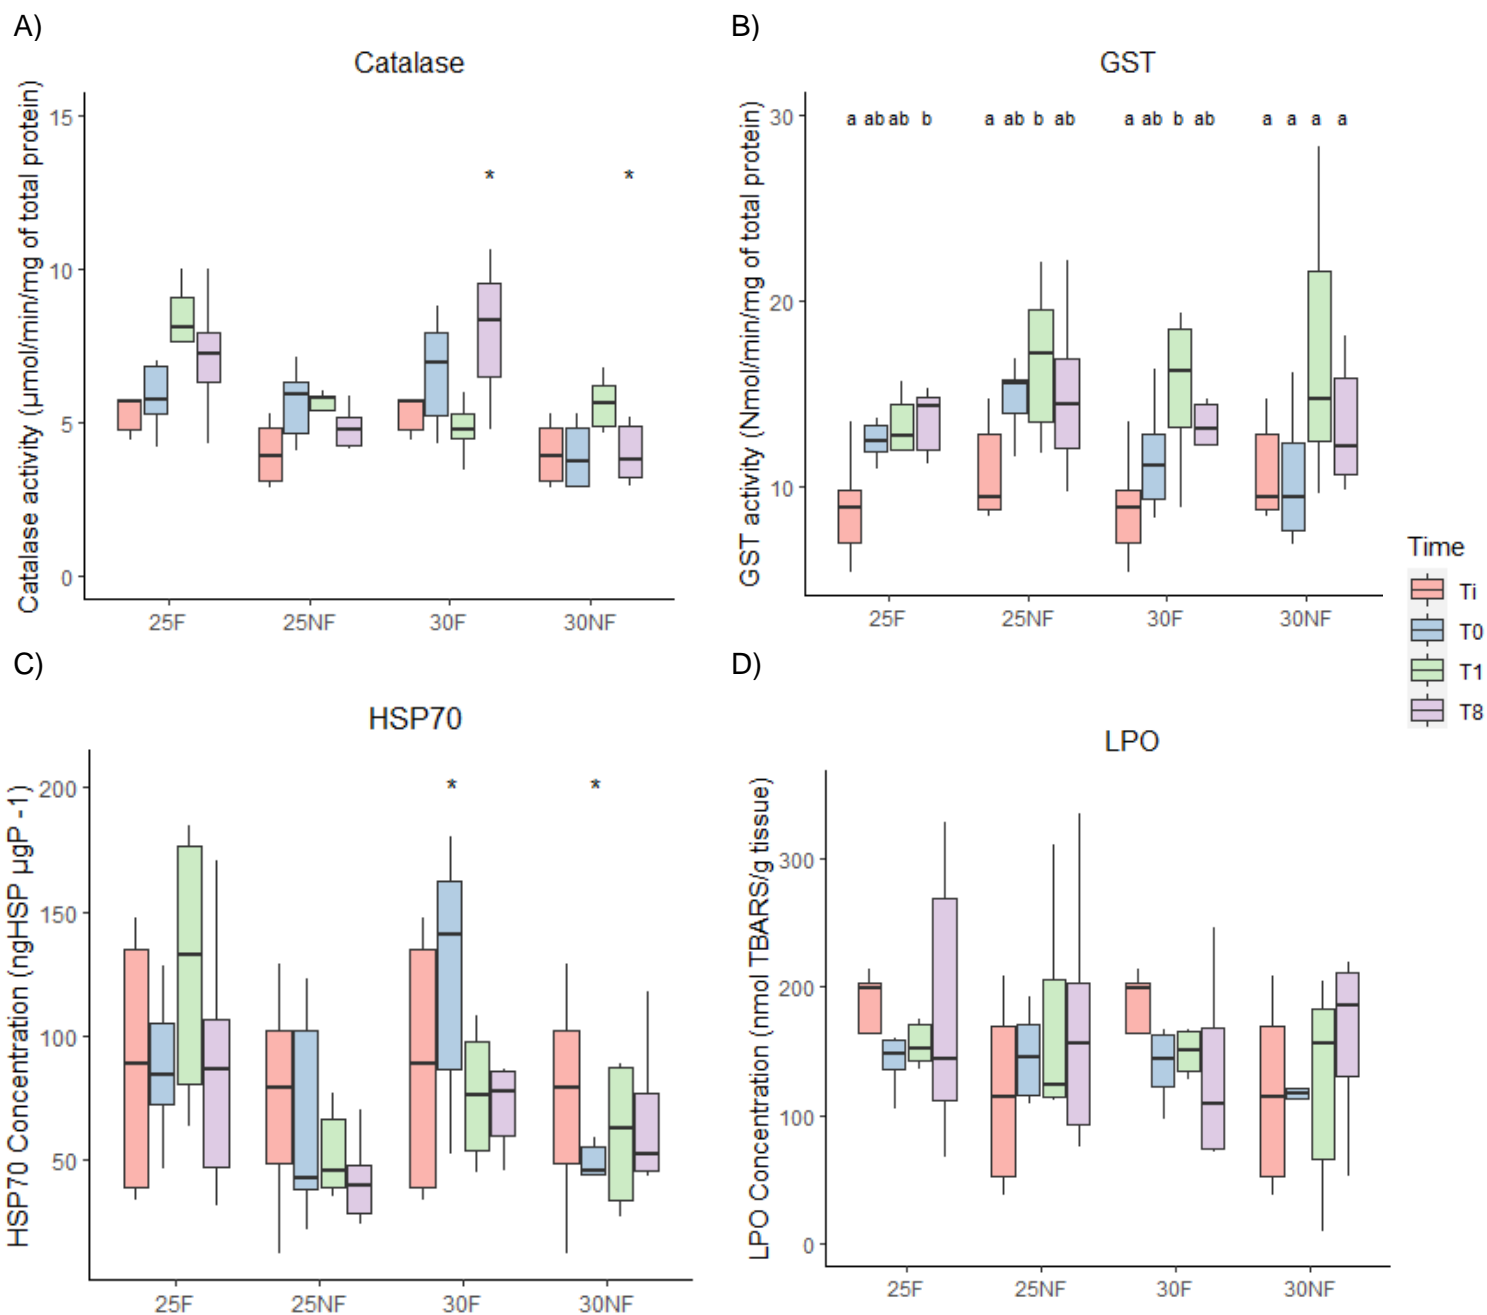 A)
Catalase
Catalase activity (µmol/min/mg of total protein)
15
10
5
0
*
*
25F
25NF
30F
30NF
B)
GST
GST activity (Nmol/min/mg of total protein)
30
20
10
a ab ab b
a ab b ab
a ab b ab
a a a a
25F
25NF
30F
30NF
Time
Ti
T0
T1
T8
C)
HSP70
HSP70 Concentration (ngHSP µgP -1)
200
150
100
50
*
*
25F
25NF
30F
30NF
D)
LPO
LPO Concentration (nmol TBARS/g tissue)
300
200
100
0
25F
25NF
30F
30NF